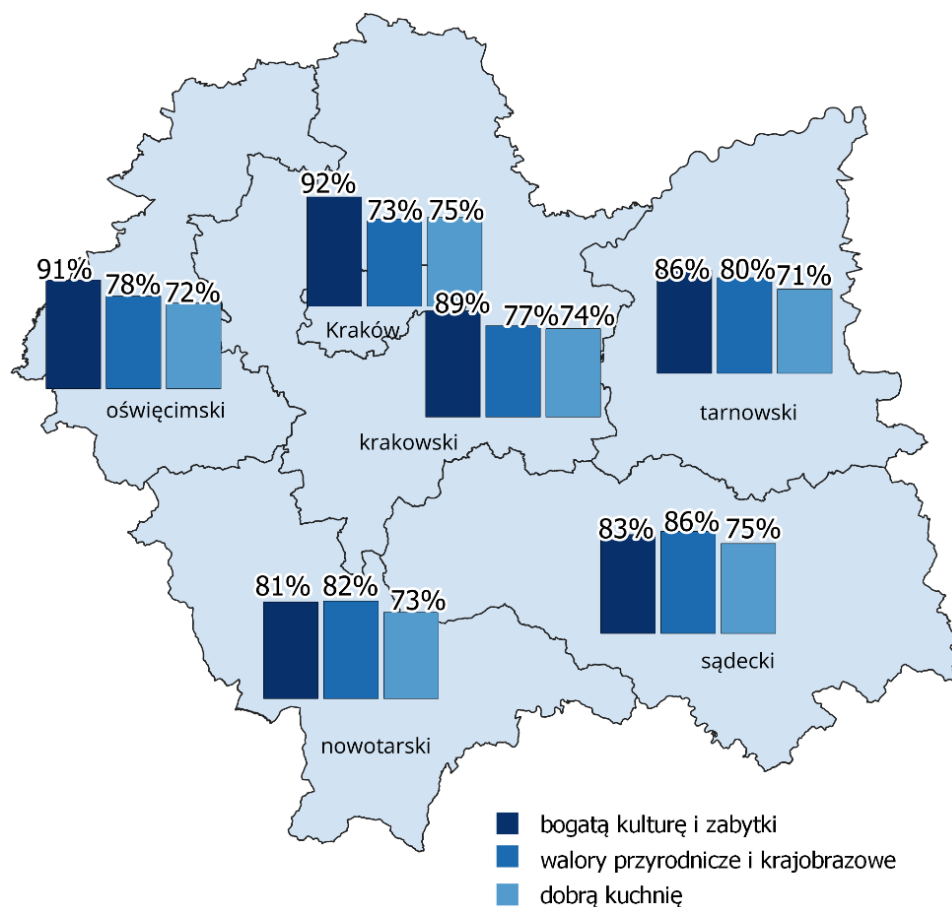 92%
73%
75%
Kraków
91%
78%
72%
oświęcimski
89%
77%
74%
krakowski
86%
80%
71%
tarnowski
83%
86%
75%
sądecki
81%
82%
73%
nowotarski
bogatą kulturę i zabytki
walory przyrodnicze i krajobrazowe
dobrą kuchnię